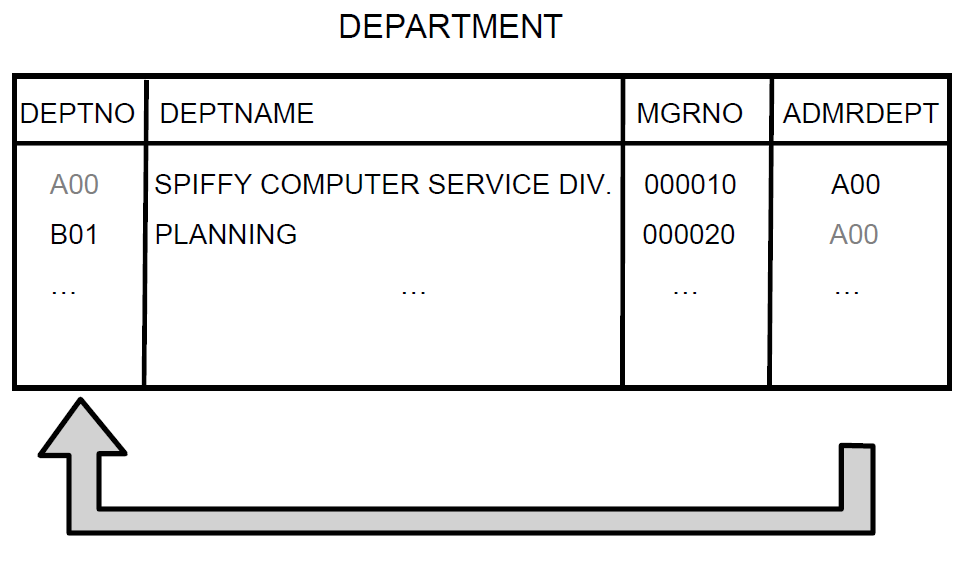 DEPARTMENT
DEPTNO DEPTNAME MGRNO ADMRDEPT
A00 SPIFFY COMPUTER SERVICE DIV. 000010 A00
B01 PLANNING 000020 A00
... ... ... ...